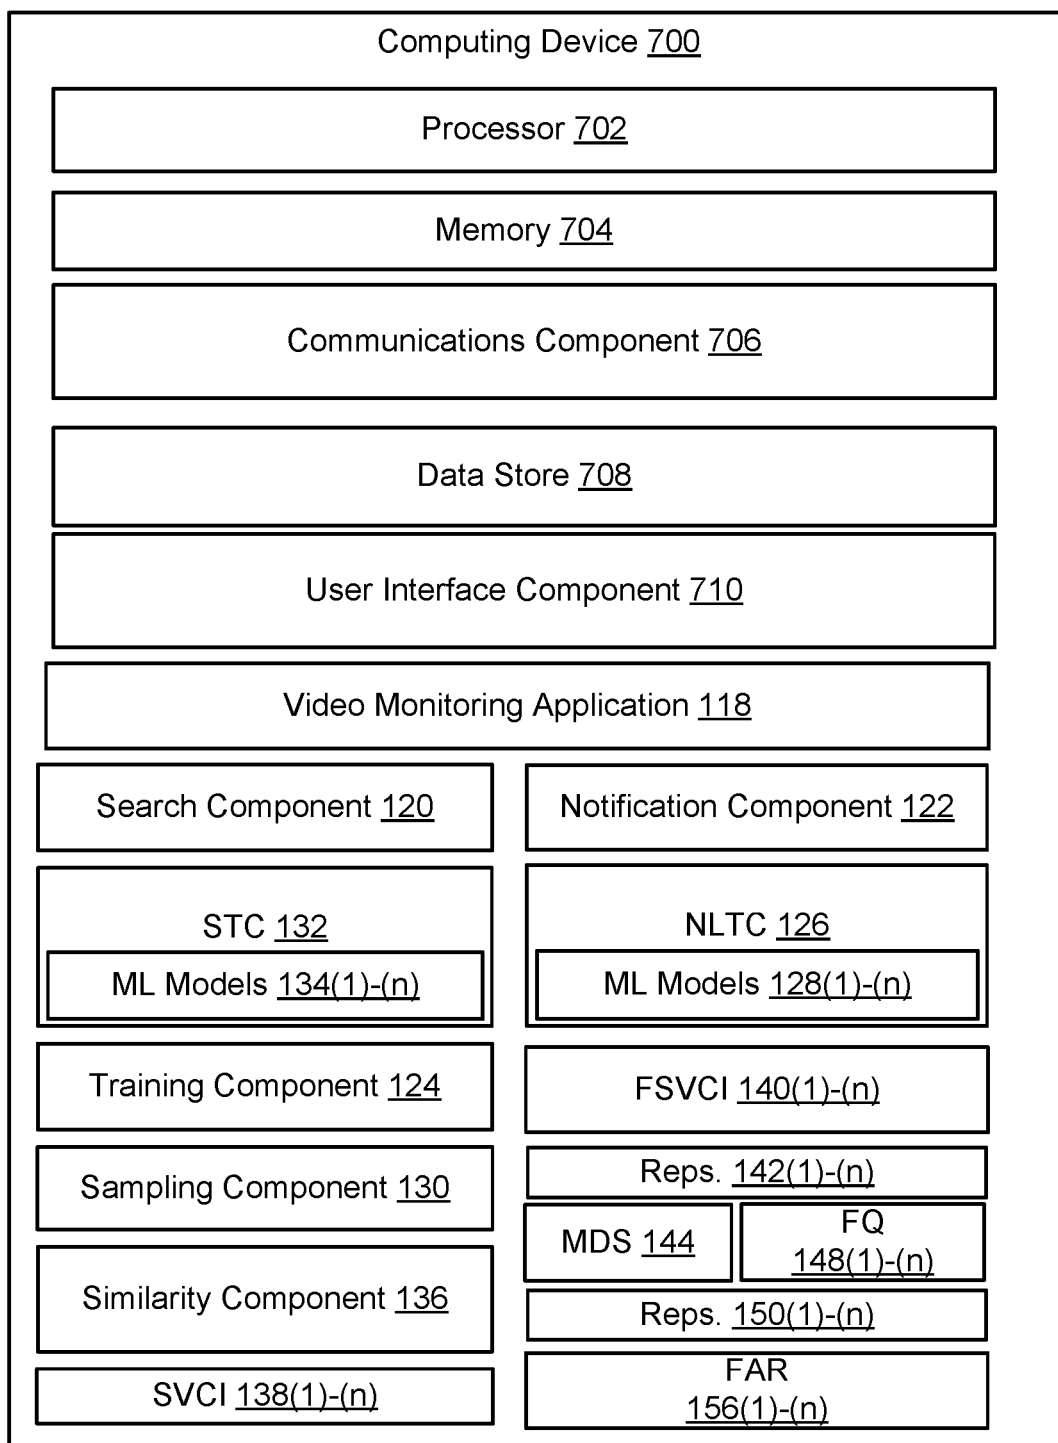 Computing Device 700
Processor 702
Memory 704
Communications Component 706
Data Store 708
User Interface Component 710
Video Monitoring Application 118
Search Component 120
Notification Component 122
STC 132
ML Models 134(1)-(n)
NLTC 126
ML Models 128(1)-(n)
Training Component 124
FSVCI 140(1)-(n)
Sampling Component 130
Reps. 142(1)-(n)
MDS 144
FQ
148(1)-(n)
Similarity Component 136
Reps. 150(1)-(n)
SVCI 138(1)-(n)
FAR
156(1)-(n)